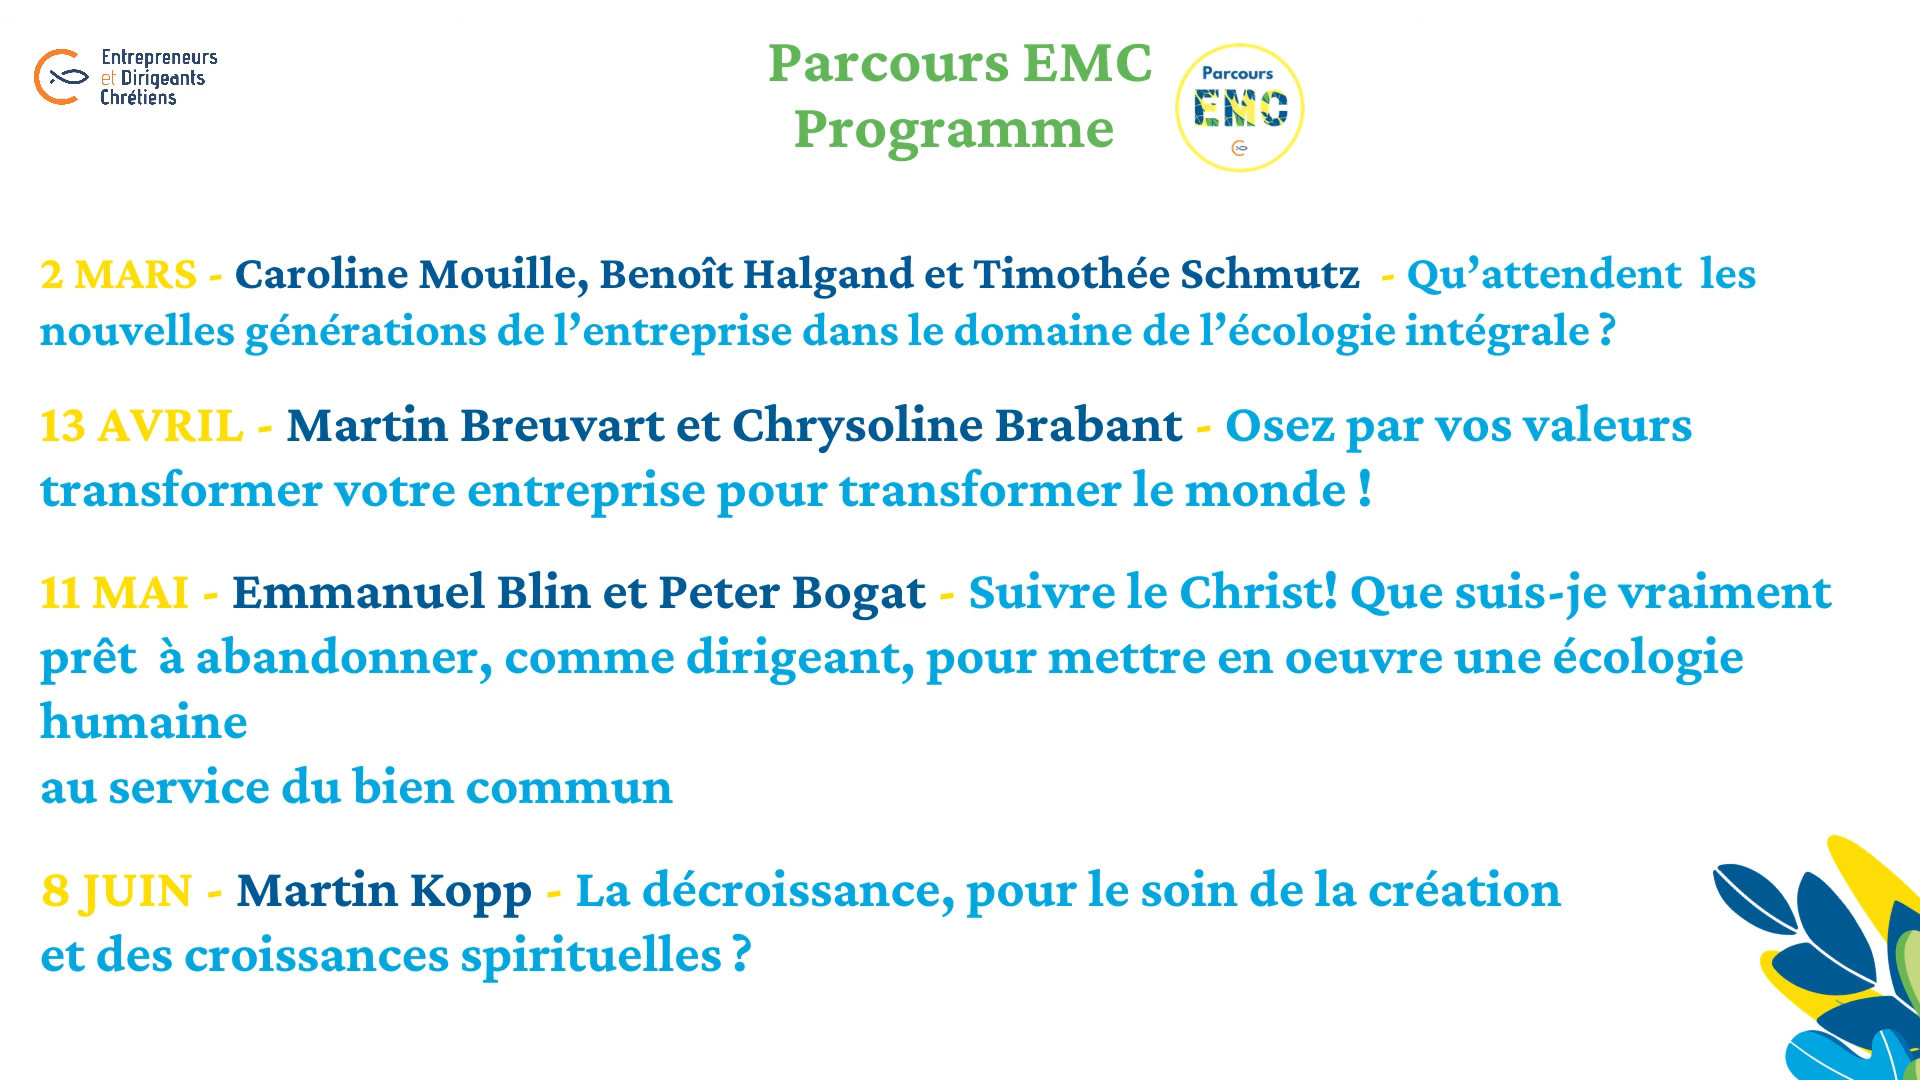 Entrepreneurs
et Dirigeants
Chrétiens
Parcours EMC
Programme
Parcours
EMC
2 MARS - Caroline Mouille, Benoît Halgand et Timothée Schmutz - Qu’attendent les
nouvelles générations de l’entreprise dans le domaine de l’écologie intégrale ?
13 AVRIL - Martin Breuvart et Chrysoline Brabant - Osez par vos valeurs
transformer votre entreprise pour transformer le monde !
11 MAI - Emmanuel Blin et Peter Bogat - Suivre le Christ! Que suis-je vraiment
prêt à abandonner, comme dirigeant, pour mettre en oeuvre une écologie
humaine
au service du bien commun
8 JUIN - Martin Kopp - La décroissance, pour le soin de la création
et des croissances spirituelles ?